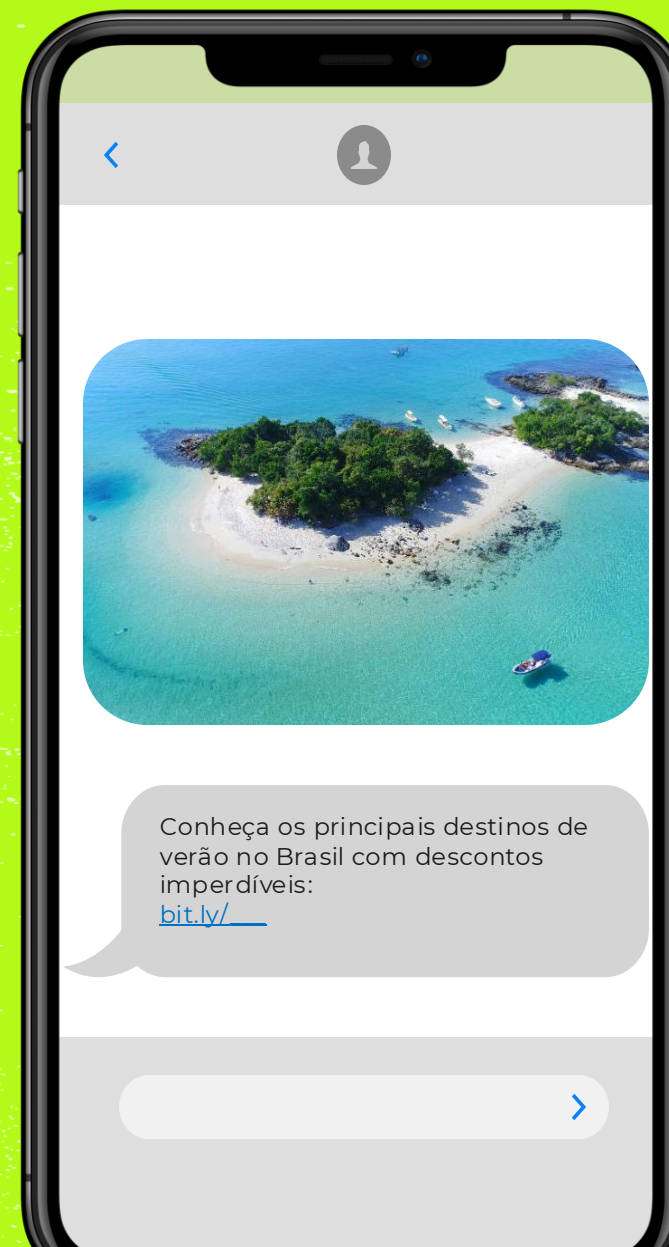 Conheça os principais destinos de
verão no Brasil com descontos
imperdíveis:
bit.ly/___